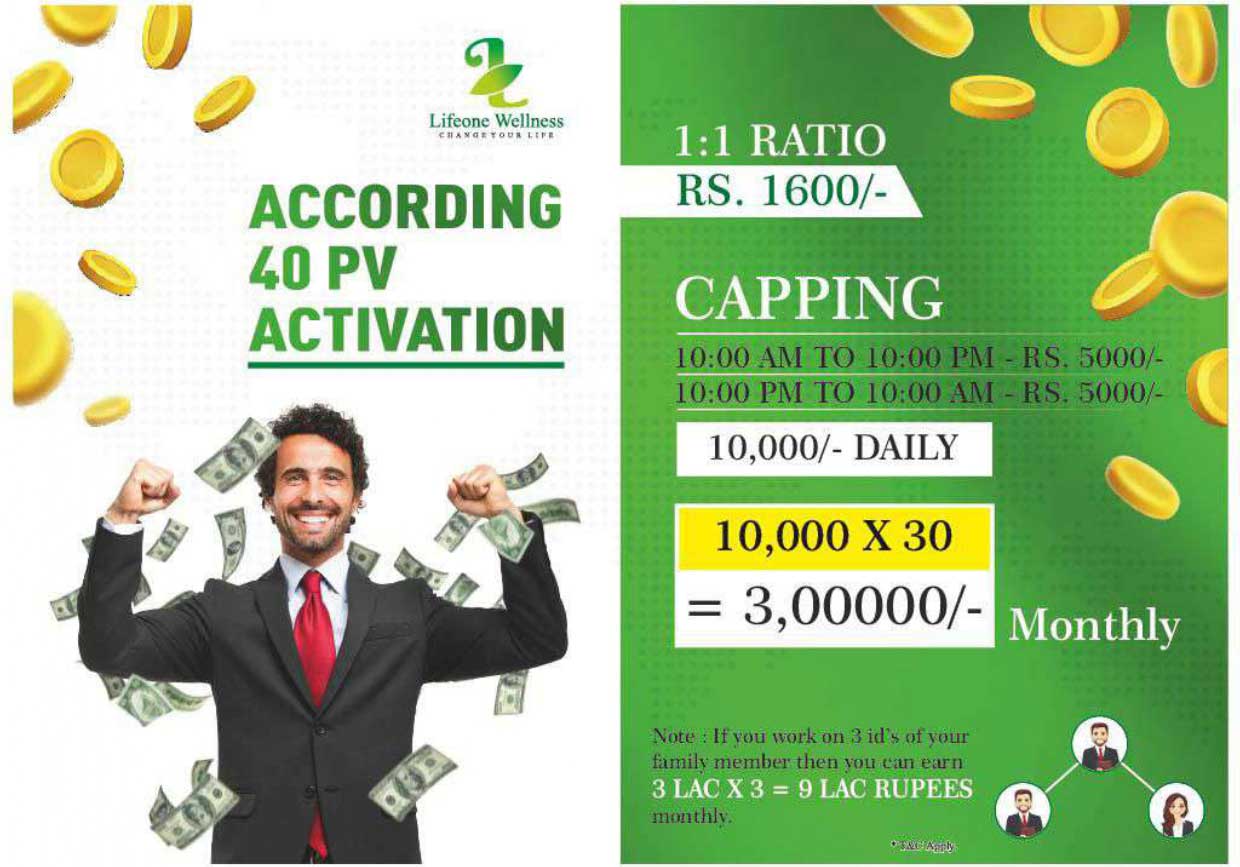 Lifeone Wellness
CHANGE YOUR LIFE
ACCORDING
40 PV
ACTIVATION
1:1 RATIO
RS. 1600/-
CAPPING
10:00 AM TO 10:00 PM - RS. 5000/-
10:00 PM TO 10:00 AM - RS. 5000/-
10,000/- DAILY
10,000 X 30
= 3,00000/- Monthly
Note : If you work on 3 id's of your
family member then you can earn
3 LAC X 3 = 9 LAC RUPEES
monthly.
* T&C Apply